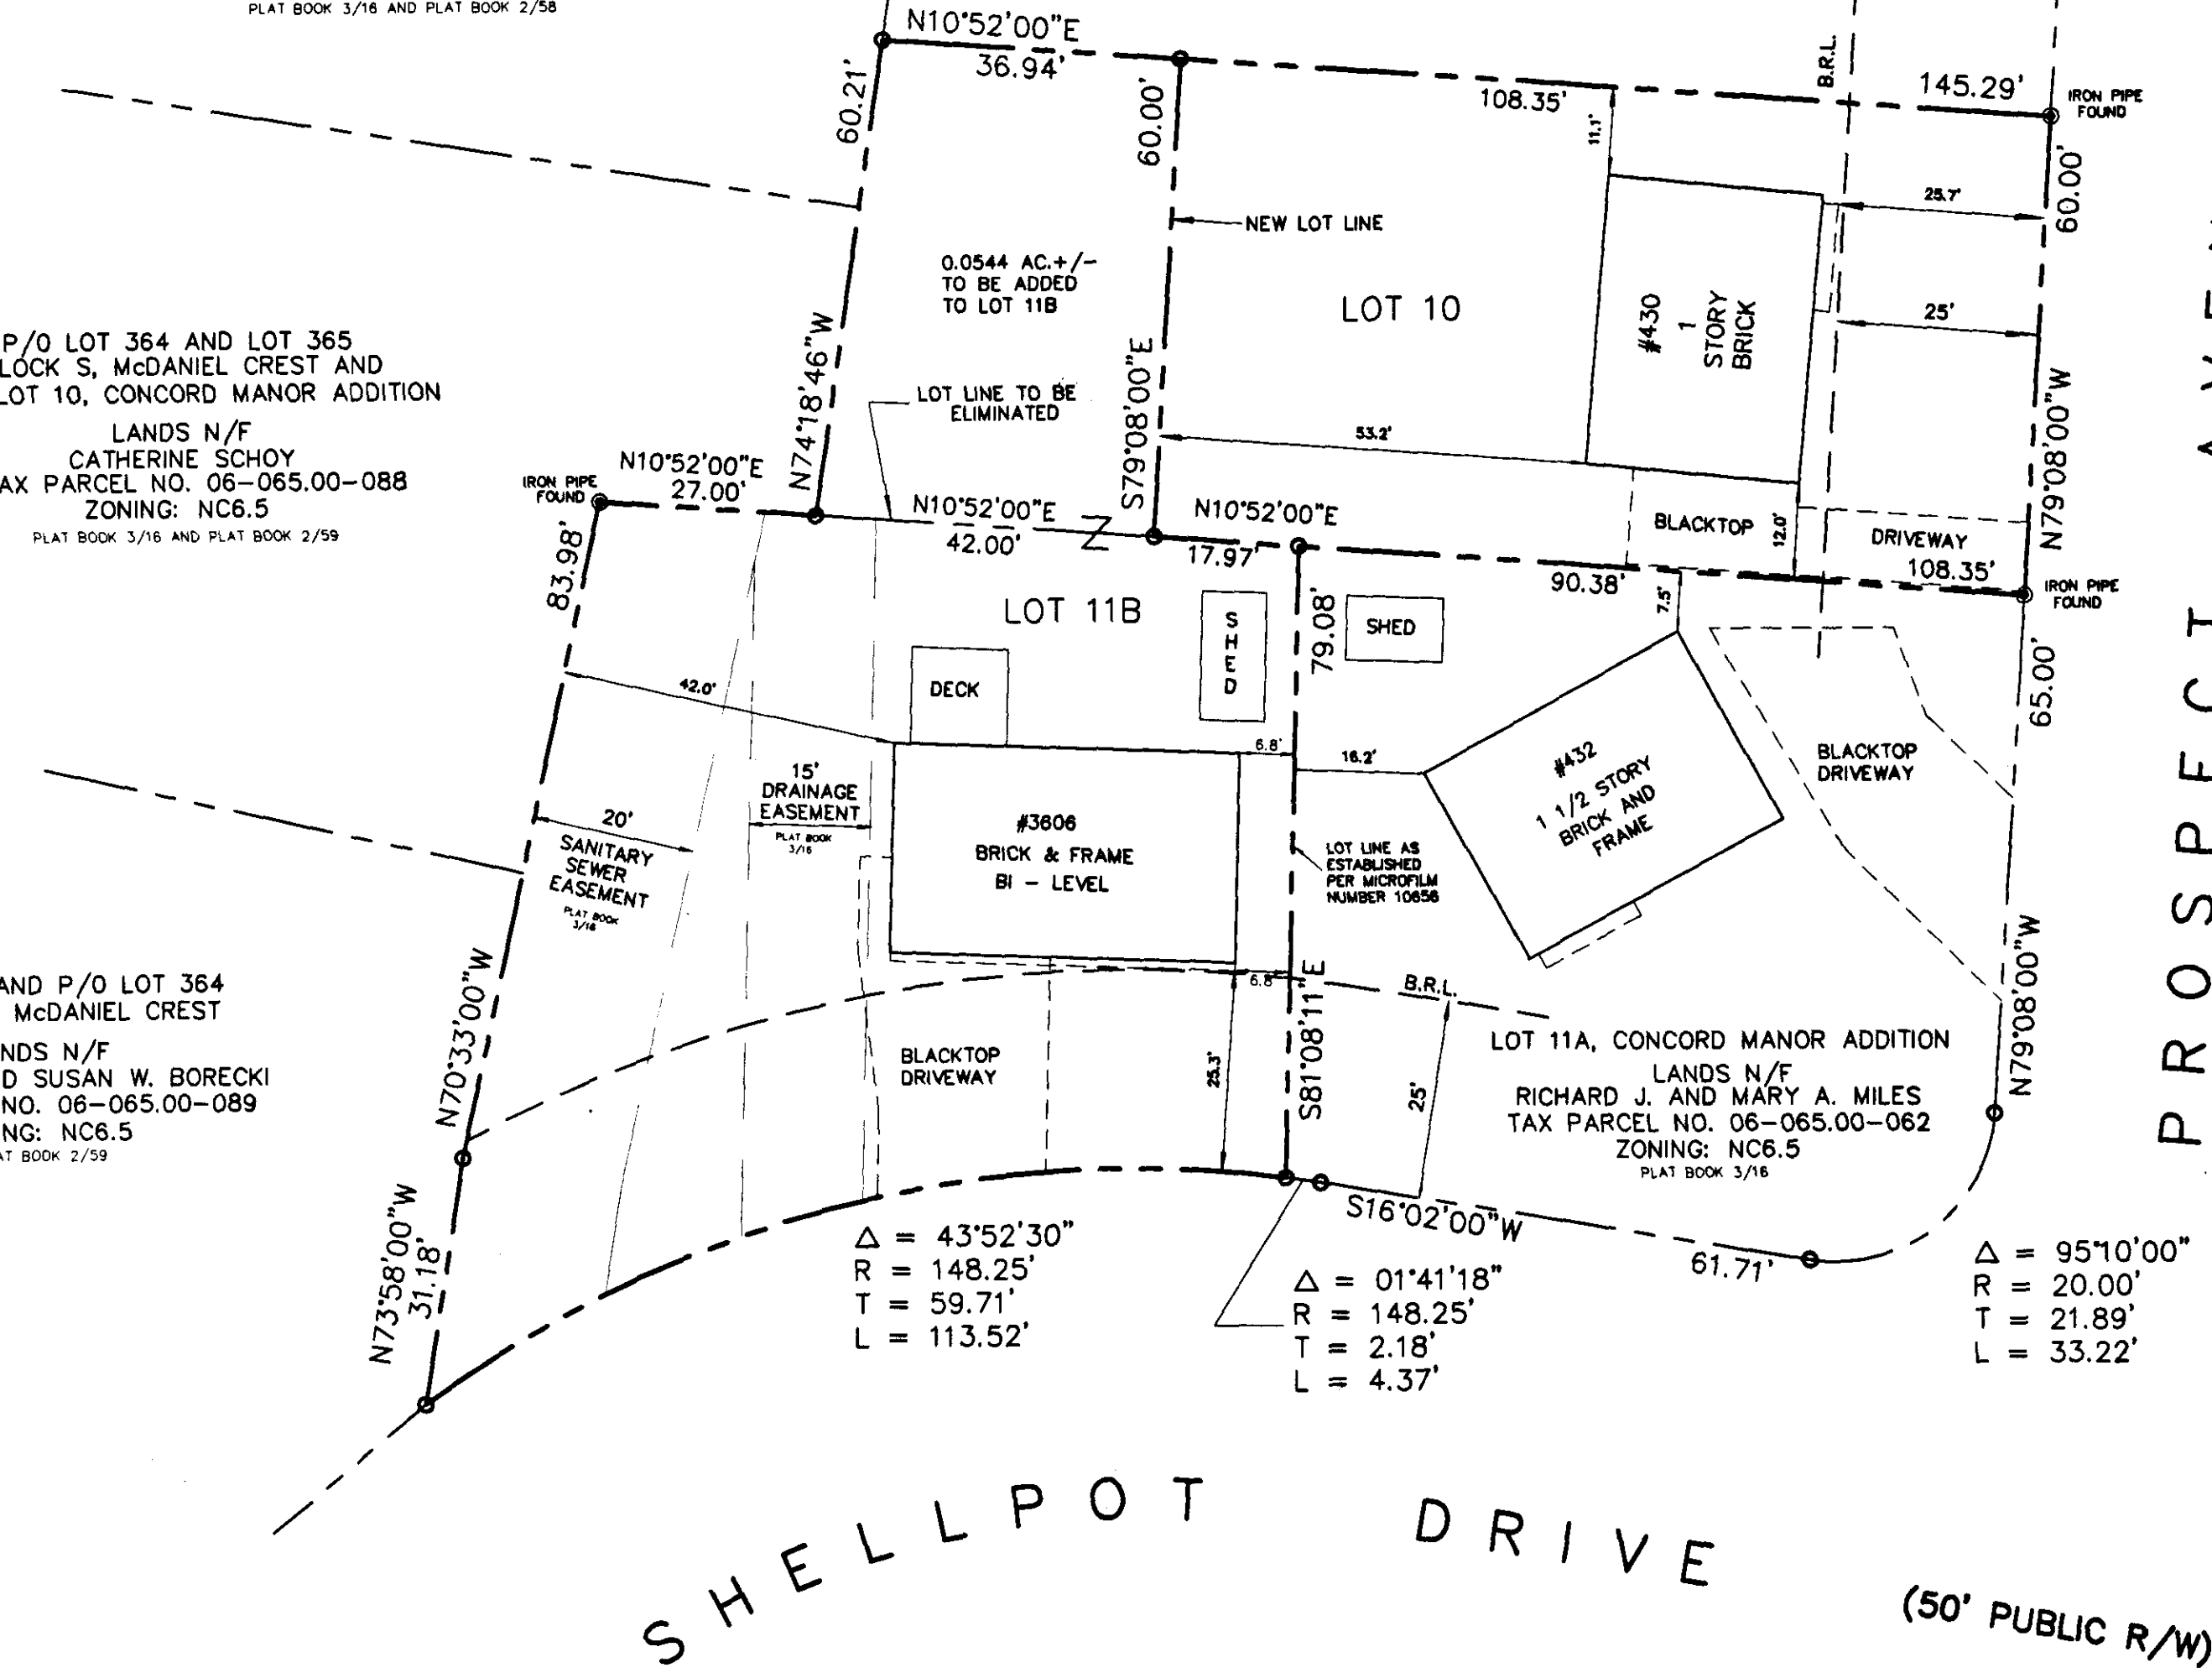 PLAT BOOK 3/16 AND PLAT BOOK 2/58
N10°52'00"E
36.94'
60.21'
60.00'
108.35'
11.1'
B.R.L.
145.29'
IRON PIPE
FOUND
60.00'
25.7'
NEW LOT LINE
0.0544 AC.+/-
TO BE ADDED
TO LOT 11B
LOT 10
#430
1
STORY
BRICK
25'
P/O LOT 364 AND LOT 365
LOCK S, McDANIEL CREST AND
LOT 10, CONCORD MANOR ADDITION
LANDS N/F
CATHERINE SCHOY
AX PARCEL NO. 06-065.00-088
ZONING: NC6.5
PLAT BOOK 3/16 AND PLAT BOOK 2/59
N74°18'46"W
LOT LINE TO BE
ELIMINATED
S79°08'00"E
53.2'
N79°08'00"W
IRON PIPE
FOUND
N10°52'00"E
27.00'
N10°52'00"E
42.00'
N10°52'00"E
17.97'
BLACKTOP
12.0'
DRIVEWAY
108.35'
90.38'
IRON PIPE
FOUND
83.98'
LOT 11B
SHED
79.08'
SHED
7.5'
65.00'
42.0'
DECK
6.8'
16.2'
#432
1 1/2 STORY
BRICK AND
FRAME
BLACKTOP
DRIVEWAY
20'
SANITARY
SEWER
EASEMENT
PLAT BOOK
3/16
15'
DRAINAGE
EASEMENT
PLAT BOOK
3/16
#3606
BRICK & FRAME
BI - LEVEL
LOT LINE AS
ESTABLISHED
PER MICROFILM
NUMBER 10656
AND P/O LOT 364
McDANIEL CREST
NDS N/F
D SUSAN W. BORECKI
NO. 06-065.00-089
NG: NC6.5
AT BOOK 2/59
N70°33'00"W
6.8'
B.R.L.
S81°08'11"E
25.3'
25'
BLACKTOP
DRIVEWAY
LOT 11A, CONCORD MANOR ADDITION
LANDS N/F
RICHARD J. AND MARY A. MILES
TAX PARCEL NO. 06-065.00-062
ZONING: NC6.5
PLAT BOOK 3/16
N79°08'00"W
PROSPECT
N73°58'00"W
31.18'
S16°02'00"W
61.71'
Δ = 43°52'30"
R = 148.25'
T = 59.71'
L = 113.52'
Δ = 01°41'18"
R = 148.25'
T = 2.18'
L = 4.37'
Δ = 95°10'00"
R = 20.00'
T = 21.89'
L = 33.22'
SHELLPOT DRIVE
(50' PUBLIC R/W)